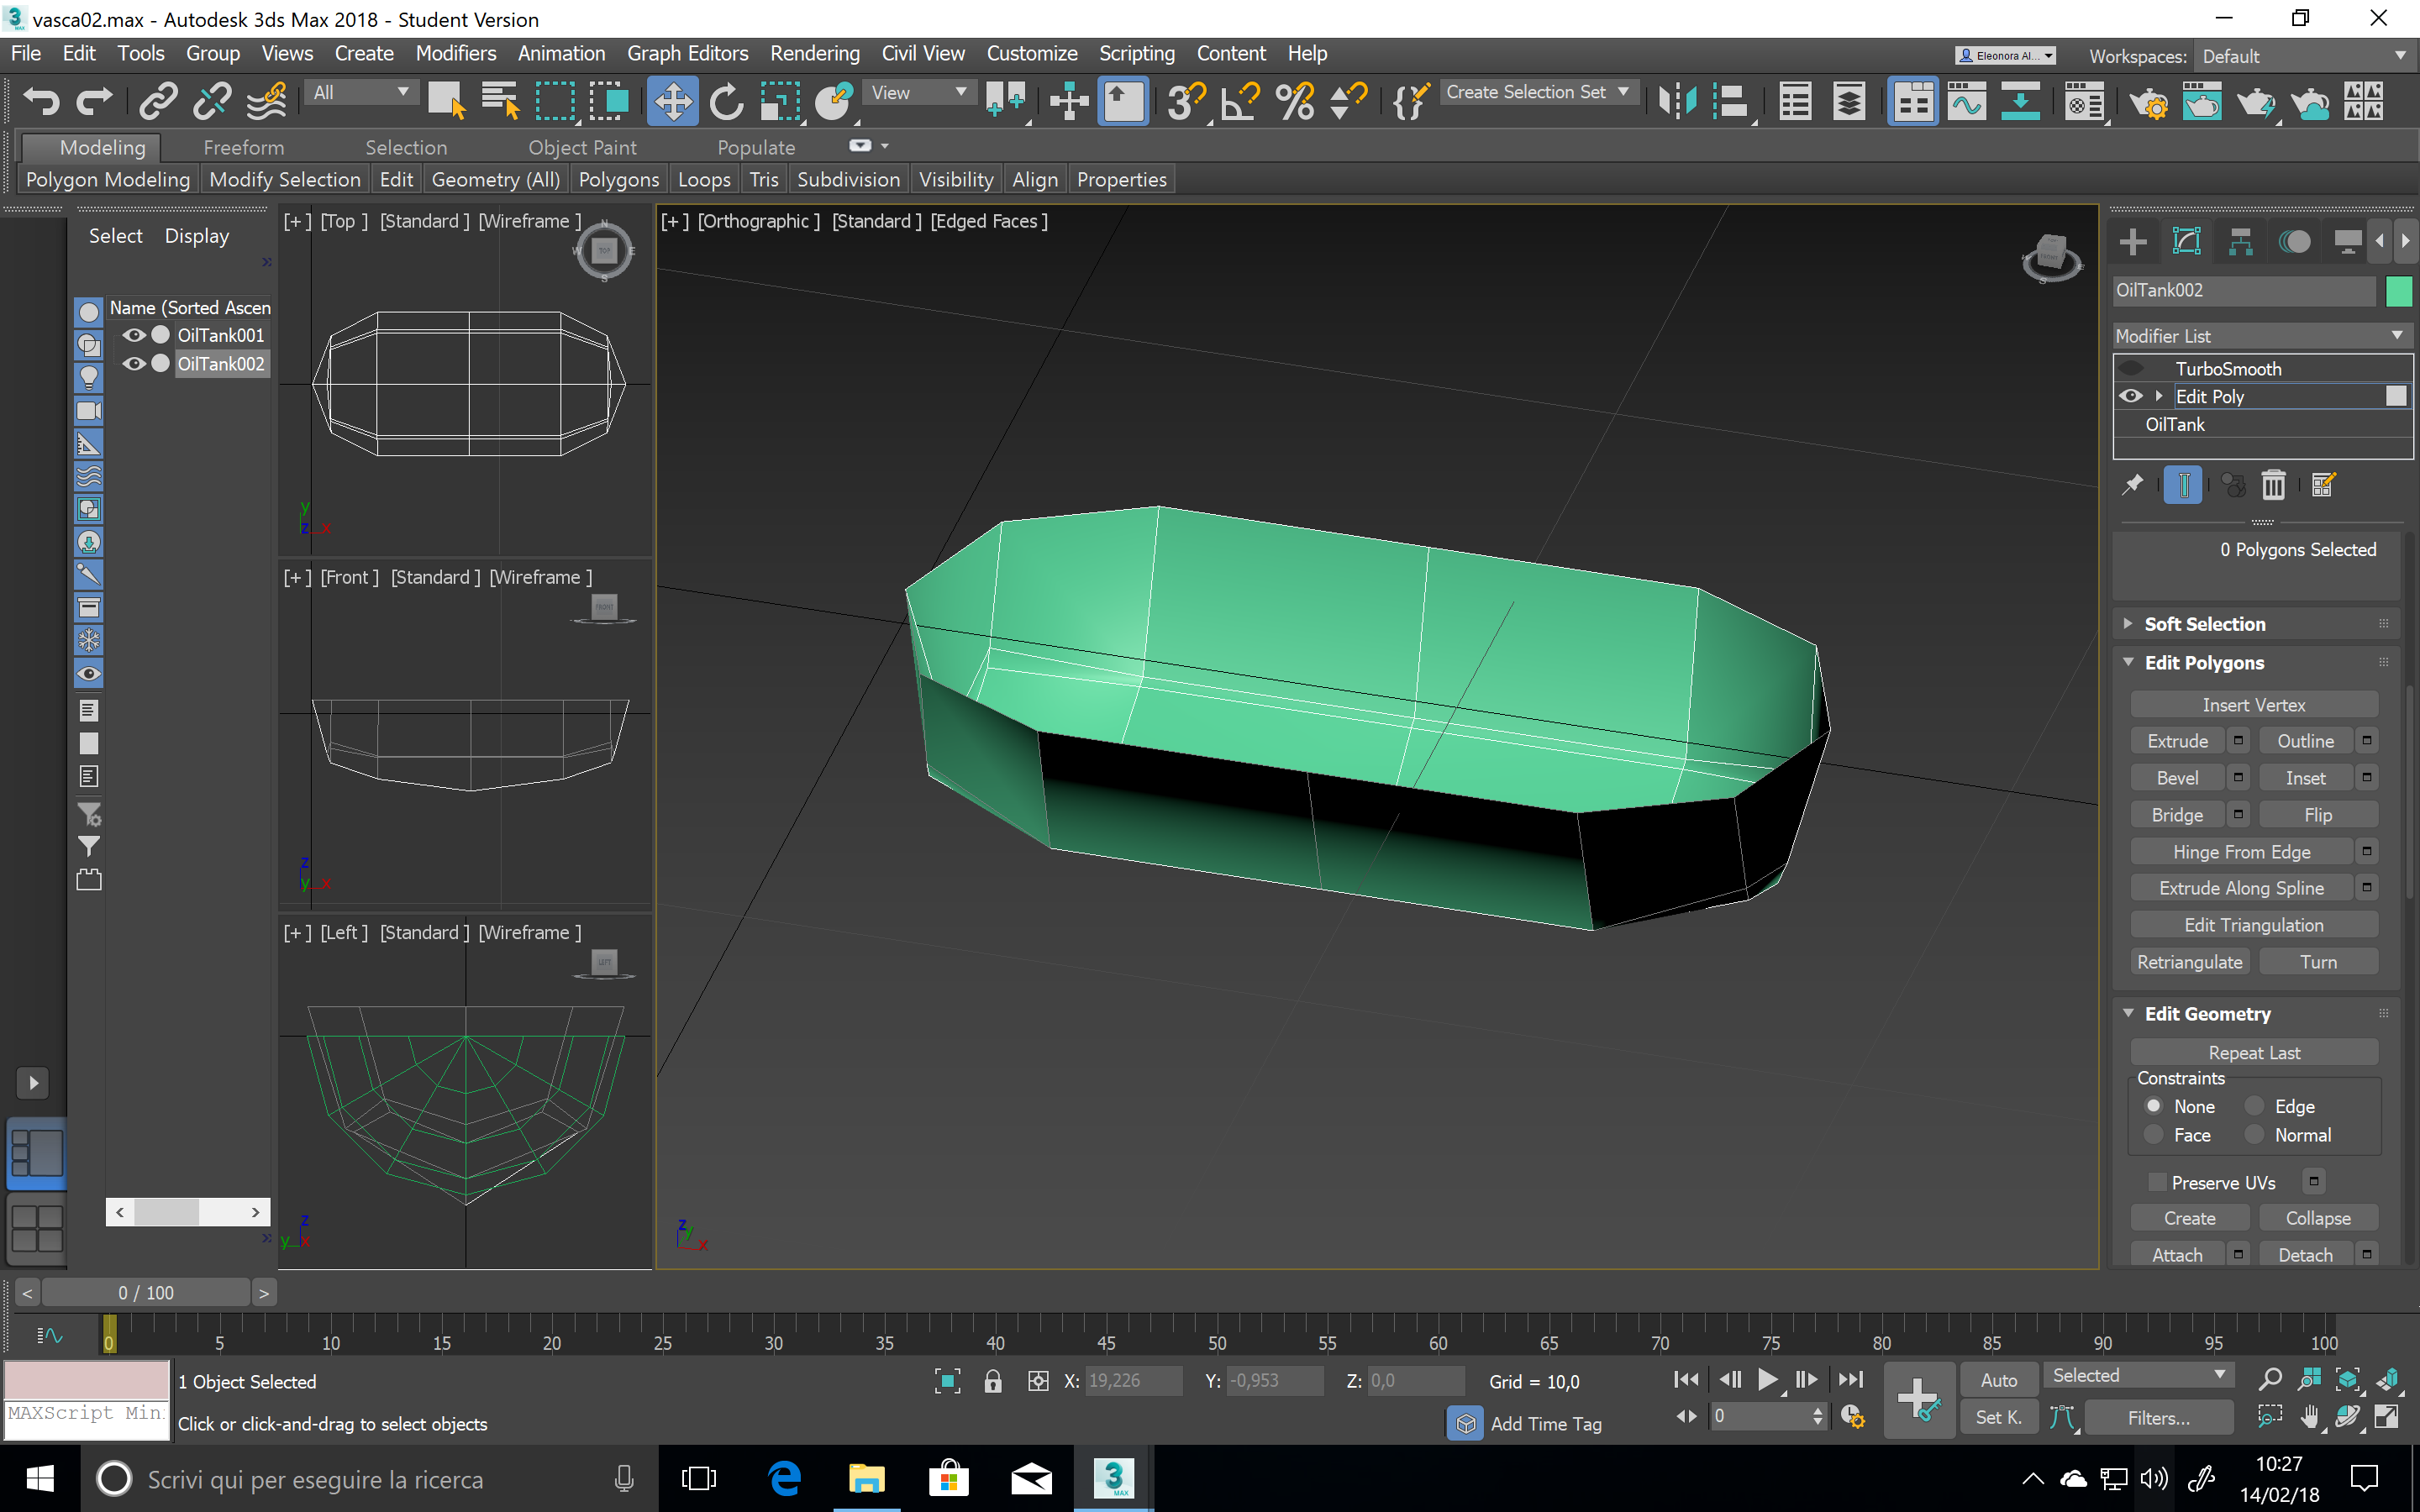 vasca02.max - Autodesk 3ds Max 2018 - Student Version
File Edit Tools Group Views Create Modifiers Animation Graph Editors Rendering Civil View Customize Scripting Content Help
Eleonora Al... Workspaces: Default
All View Create Selection Set
Modeling Freeform Selection Object Paint Populate
Polygon Modeling Modify Selection Edit Geometry (All) Polygons Loops Tris Subdivision Visibility Align Properties
Select Display
Name (Sorted Ascen
OilTank001
OilTank002
[+] [Top ] [Standard ] [Wireframe ]
N
W TOP E
S
y
z x
[+] [Front ] [Standard ] [Wireframe ]
FRONT
z
y x
[+] [Left ] [Standard ] [Wireframe ]
LEFT
z
y x
[+] [Orthographic ] [Standard ] [Edged Faces ]
S
z
y
x
OilTank002
Modifier List
TurboSmooth
Edit Poly
OilTank
0 Polygons Selected
Soft Selection
Edit Polygons
Insert Vertex
Extrude Outline
Bevel Inset
Bridge Flip
Hinge From Edge
Extrude Along Spline
Edit Triangulation
Retriangulate Turn
Edit Geometry
Repeat Last
Constraints
None Edge
Face Normal
Preserve UVs
Create Collapse
Attach Detach
< >
< 0 / 100 >
0 5 10 15 20 25 30 35 40 45 50 55 60 65 70 75 80 85 90 95 100
1 Object Selected X: 19,226 Y: -0,953 Z: 0,0 Grid = 10,0 Auto Selected
MAXScript Min: Click or click-and-drag to select objects Add Time Tag 0 Set K. Filters...
Scrivi qui per eseguire la ricerca
3
MAX
10:27
14/02/18